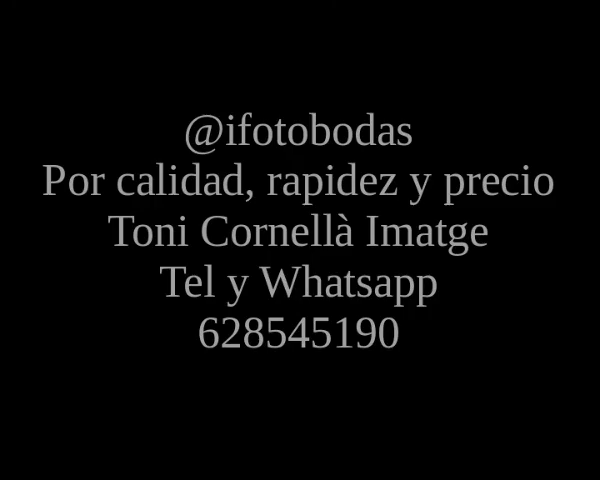 @ifotobodas
Por calidad, rapidez y precio
Toni Cornellà Imatge
Tel y Whatsapp
628545190